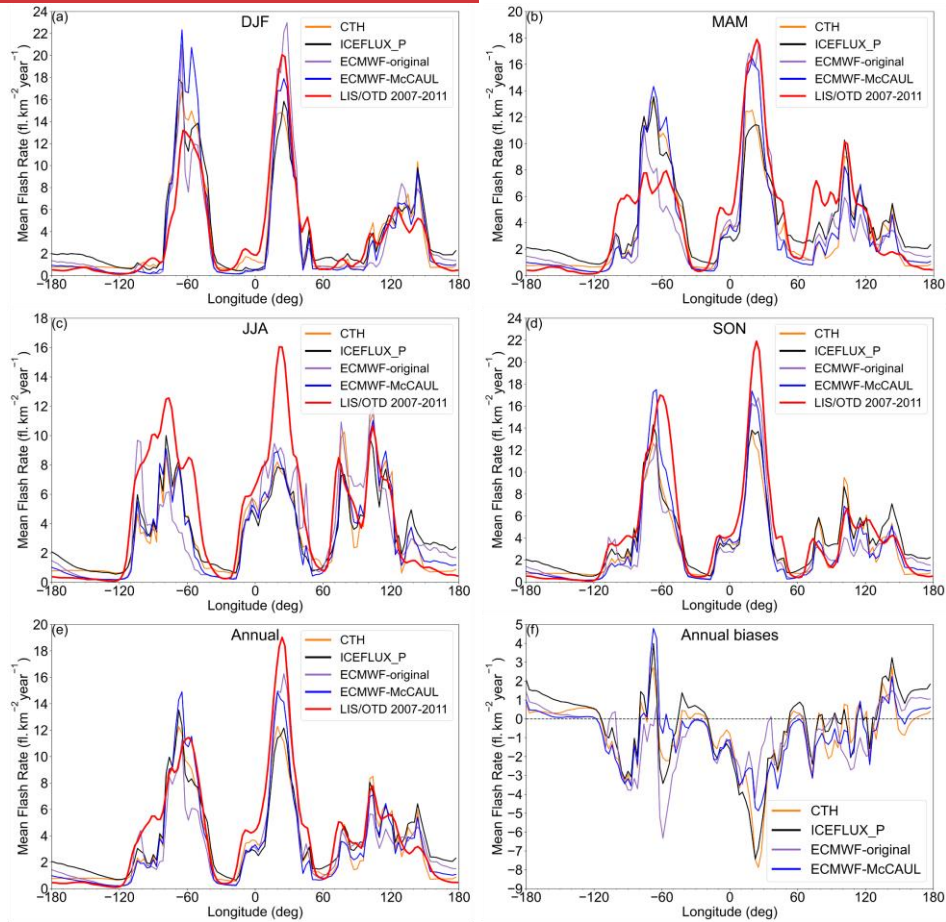 (a) DJF
CTH
ICEFLUX_P
ECMWF-original
ECMWF-McCAUL
LIS/OTD 2007-2011
Mean Flash Rate (fl. km⁻² year⁻¹)
24
22
20
18
16
14
12
10
8
6
4
2
0
−180 −120 −60 0 60 120 180
Longitude (deg)
(b) MAM
CTH
ICEFLUX_P
ECMWF-original
ECMWF-McCAUL
LIS/OTD 2007-2011
Mean Flash Rate (fl. km⁻² year⁻¹)
20
18
16
14
12
10
8
6
4
2
0
−180 −120 −60 0 60 120 180
Longitude (deg)
(c) JJA
CTH
ICEFLUX_P
ECMWF-original
ECMWF-McCAUL
LIS/OTD 2007-2011
Mean Flash Rate (fl. km⁻² year⁻¹)
18
16
14
12
10
8
6
4
2
0
−180 −120 −60 0 60 120 180
Longitude (deg)
(d) SON
CTH
ICEFLUX_P
ECMWF-original
ECMWF-McCAUL
LIS/OTD 2007-2011
Mean Flash Rate (fl. km⁻² year⁻¹)
24
22
20
18
16
14
12
10
8
6
4
2
0
−180 −120 −60 0 60 120 180
Longitude (deg)
(e) Annual
CTH
ICEFLUX_P
ECMWF-original
ECMWF-McCAUL
LIS/OTD 2007-2011
Mean Flash Rate (fl. km⁻² year⁻¹)
20
18
16
14
12
10
8
6
4
2
0
−180 −120 −60 0 60 120 180
Longitude (deg)
(f) Annual biases
Mean Flash Rate (fl. km⁻² year⁻¹)
5
4
3
2
1
0
−1
−2
−3
−4
−5
−6
−7
−8
−9
CTH
ICEFLUX_P
ECMWF-original
ECMWF-McCAUL
−180 −120 −60 0 60 120 180
Longitude (deg)